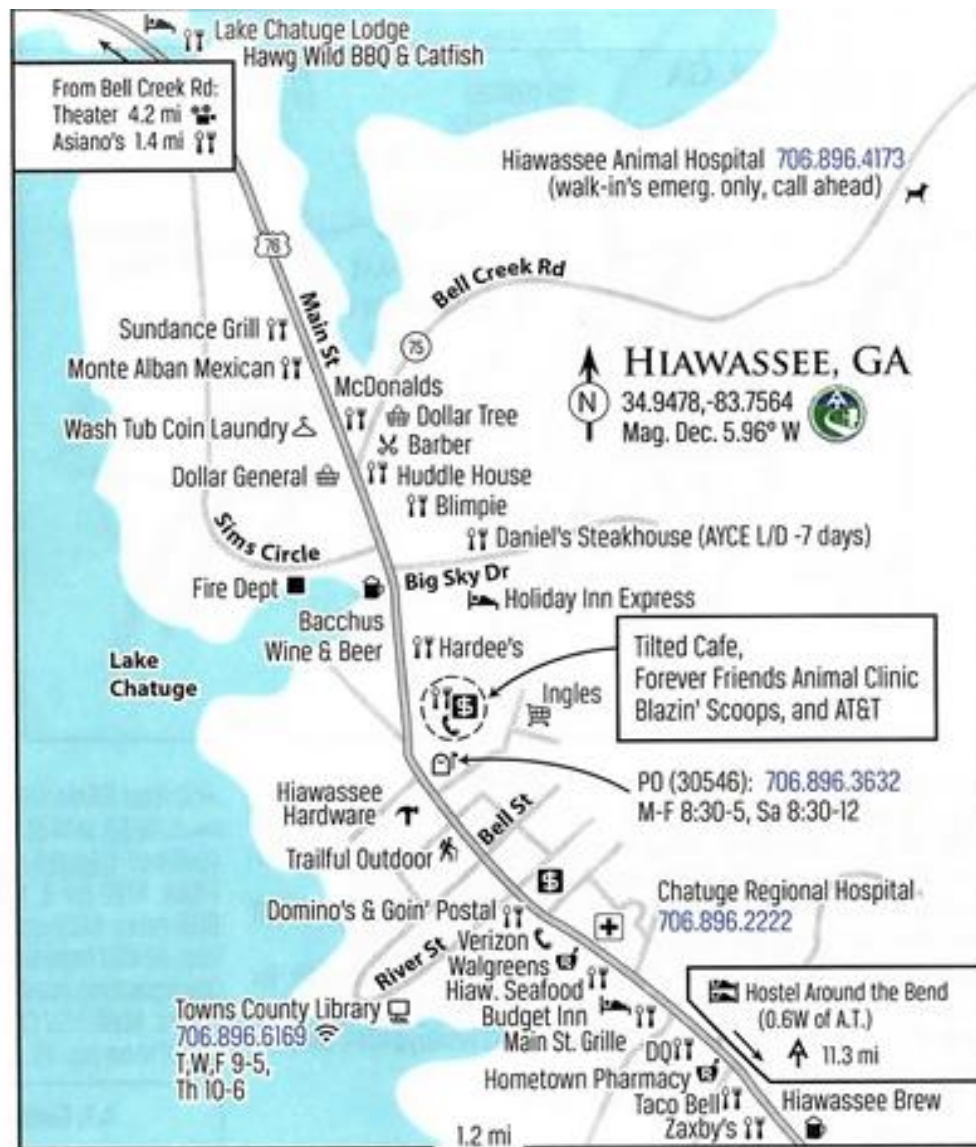 Lake Chatuge Lodge
Hawg Wild BBQ & Catfish
From Bell Creek Rd:
Theater 4.2 mi
Asiano's 1.4 mi
Hiawassee Animal Hospital 706.896.4173
(walk-in's emerg. only, call ahead)
76
Main St
Bell Creek Rd
75
Sundance Grill
Monte Alban Mexican
McDonalds
Dollar Tree
Wash Tub Coin Laundry
Barber
Dollar General
Huddle House
Blimpie
HIAWASSEE, GA
N
34.9478,-83.7564
Mag. Dec. 5.96° W
Sims Circle
Daniel's Steakhouse (AYCE L/D -7 days)
Fire Dept
Big Sky Dr
Holiday Inn Express
Bacchus
Wine & Beer
Hardee's
Lake
Chatuge
Ingles
$
Tilted Cafe,
Forever Friends Animal Clinic
Blazin' Scoops, and AT&T
PO (30546): 706.896.3632
M-F 8:30-5, Sa 8:30-12
Hiawassee
Hardware
Bell St
Trailful Outdoor
$
Chatuge Regional Hospital
706.896.2222
Domino's & Goin' Postal
Verizon
River St
Walgreens
Hiaw. Seafood
Budget Inn
Main St. Grille
Towns County Library
706.896.6169
T,W,F 9-5,
Th 10-6
DQ
Hometown Pharmacy
Taco Bell
Zaxby's
Hostel Around the Bend
(0.6W of A.T.)
11.3 mi
Hiawassee Brew
1.2 mi